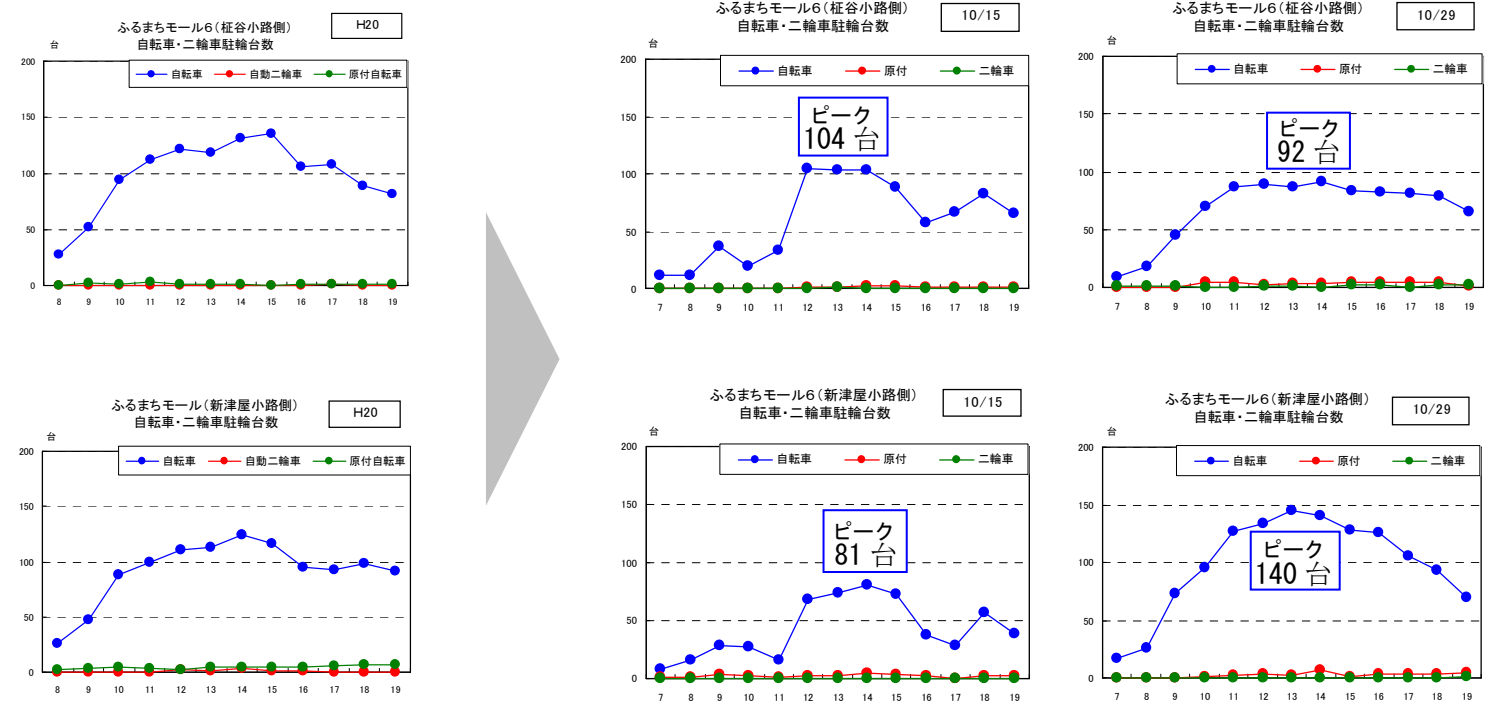 ふるまちモール6(柾谷小路側)
自転車・二輪車駐輪台数
H20
台
自転車 自動二輪車 原付自転車
200
150
100
50
0
8 9 10 11 12 13 14 15 16 17 18 19
ふるまちモール6(柾谷小路側)
自転車・二輪車駐輪台数
10/15
台
自転車 原付 二輪車
ピーク
104 台
200
150
100
50
0
7 8 9 10 11 12 13 14 15 16 17 18 19
ふるまちモール6(柾谷小路側)
自転車・二輪車駐輪台数
10/29
台
自転車 原付 二輪車
ピーク
92 台
200
150
100
50
0
7 8 9 10 11 12 13 14 15 16 17 18 19
ふるまちモール(新津屋小路側)
自転車・二輪車駐輪台数
H20
台
自転車 自動二輪車 原付自転車
200
150
100
50
0
8 9 10 11 12 13 14 15 16 17 18 19
ふるまちモール6(新津屋小路側)
自転車・二輪車駐輪台数
10/15
台
自転車 原付 二輪車
ピーク
81 台
200
150
100
50
0
7 8 9 10 11 12 13 14 15 16 17 18 19
ふるまちモール6(新津屋小路側)
自転車・二輪車駐輪台数
10/29
台
自転車 原付 二輪車
ピーク
140 台
200
150
100
50
0
7 8 9 10 11 12 13 14 15 16 17 18 19